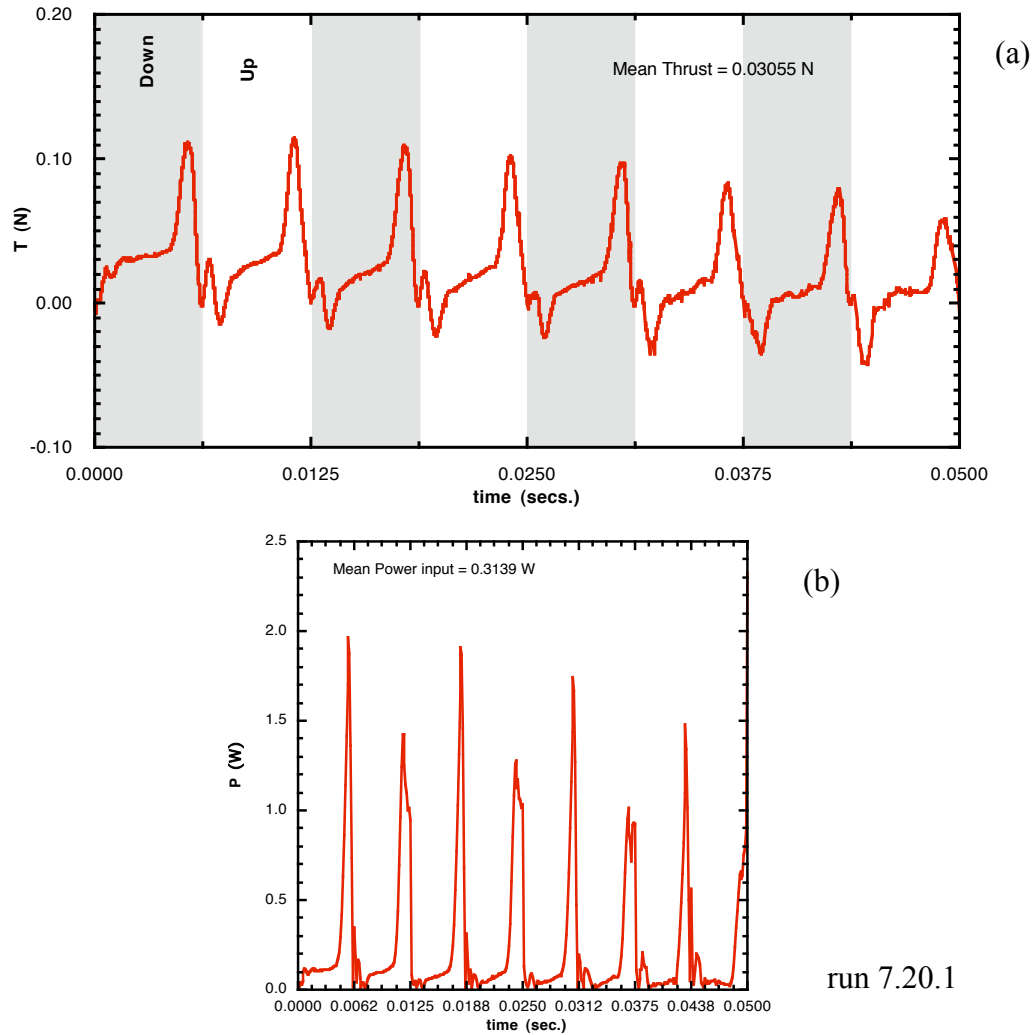 0.20
(a)
Down
Up
Mean Thrust = 0.03055 N
0.10
T (N)
0.00
-0.10
0.0000 0.0125 0.0250 0.0375 0.0500
time (secs.)
2.5
Mean Power input = 0.3139 W
(b)
2.0
1.5
P (W)
1.0
0.5
0.0
run 7.20.1
0.0000 0.0062 0.0125 0.0188 0.0250 0.0312 0.0375 0.0438 0.0500
time (sec.)